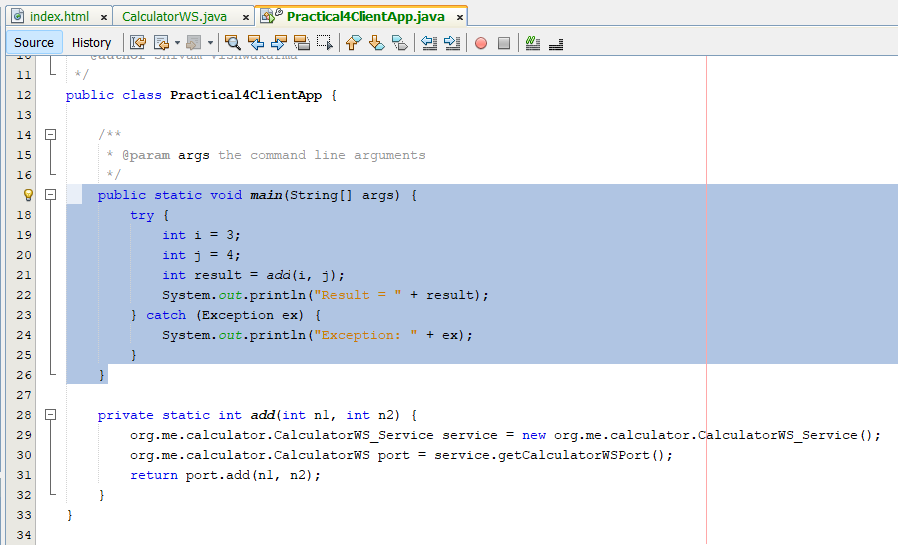 index.html × CalculatorWS.java × Practical4ClientApp.java ×
Source History
10 * @author Shivam Vishwakarma
11 */
12 public class Practical4ClientApp {
13
14 /**
15 * @param args the command line arguments
16 */
public static void main(String[] args) {
18 try {
19 int i = 3;
20 int j = 4;
21 int result = add(i, j);
22 System.out.println("Result = " + result);
23 } catch (Exception ex) {
24 System.out.println("Exception: " + ex);
25 }
26 }
27
28 private static int add(int n1, int n2) {
29 org.me.calculator.CalculatorWS_Service service = new org.me.calculator.CalculatorWS_Service();
30 org.me.calculator.CalculatorWS port = service.getCalculatorWSPort();
31 return port.add(n1, n2);
32 }
33 }
34